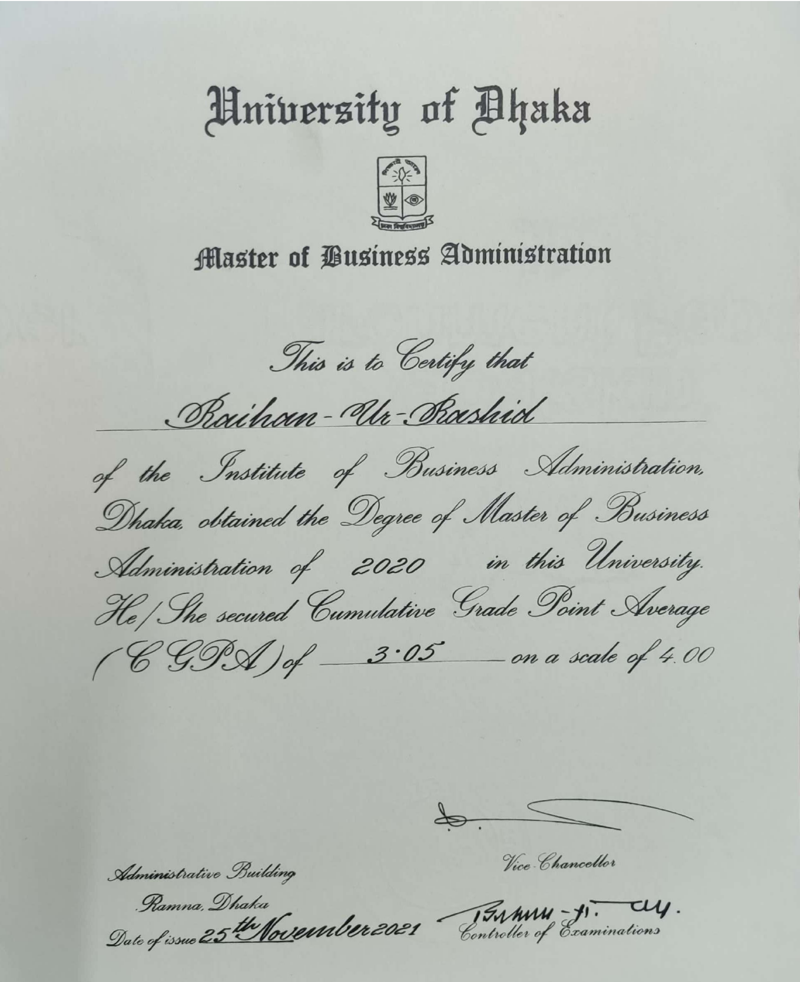 University of Dhaka
ঢাকা বিশ্ববিদ্যালয়
Master of Business Administration
This is to Certify that
Raihan-Ur-Rashid
of the Institute of Business Administration,
Dhaka, obtained the Degree of Master of Business
Administration of 2020 in this University.
He/She secured Cumulative Grade Point Average
(CGPA) of 3.05 on a scale of 4.00
Vice-Chancellor
Administrative Building
Ramna, Dhaka
Date of issue 25th November 2021
Controller of Examinations